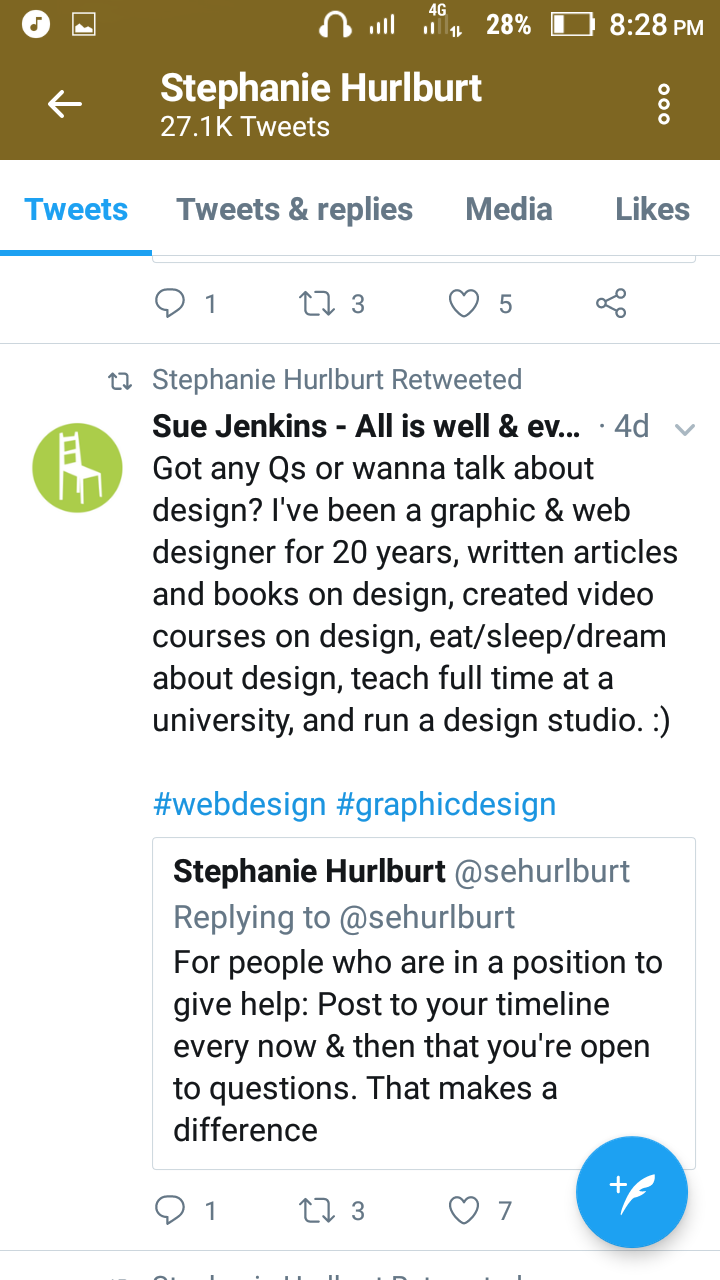 4G
28%
8:28 PM
Stephanie Hurlburt
27.1K Tweets
Tweets
Tweets & replies
Media
Likes
1
3
5
Stephanie Hurlburt Retweeted
Sue Jenkins - All is well & ev... · 4d
Got any Qs or wanna talk about
design? I've been a graphic & web
designer for 20 years, written articles
and books on design, created video
courses on design, eat/sleep/dream
about design, teach full time at a
university, and run a design studio. :)
#webdesign #graphicdesign
Stephanie Hurlburt @sehurlburt
Replying to @sehurlburt
For people who are in a position to
give help: Post to your timeline
every now & then that you're open
to questions. That makes a
difference
1
3
7